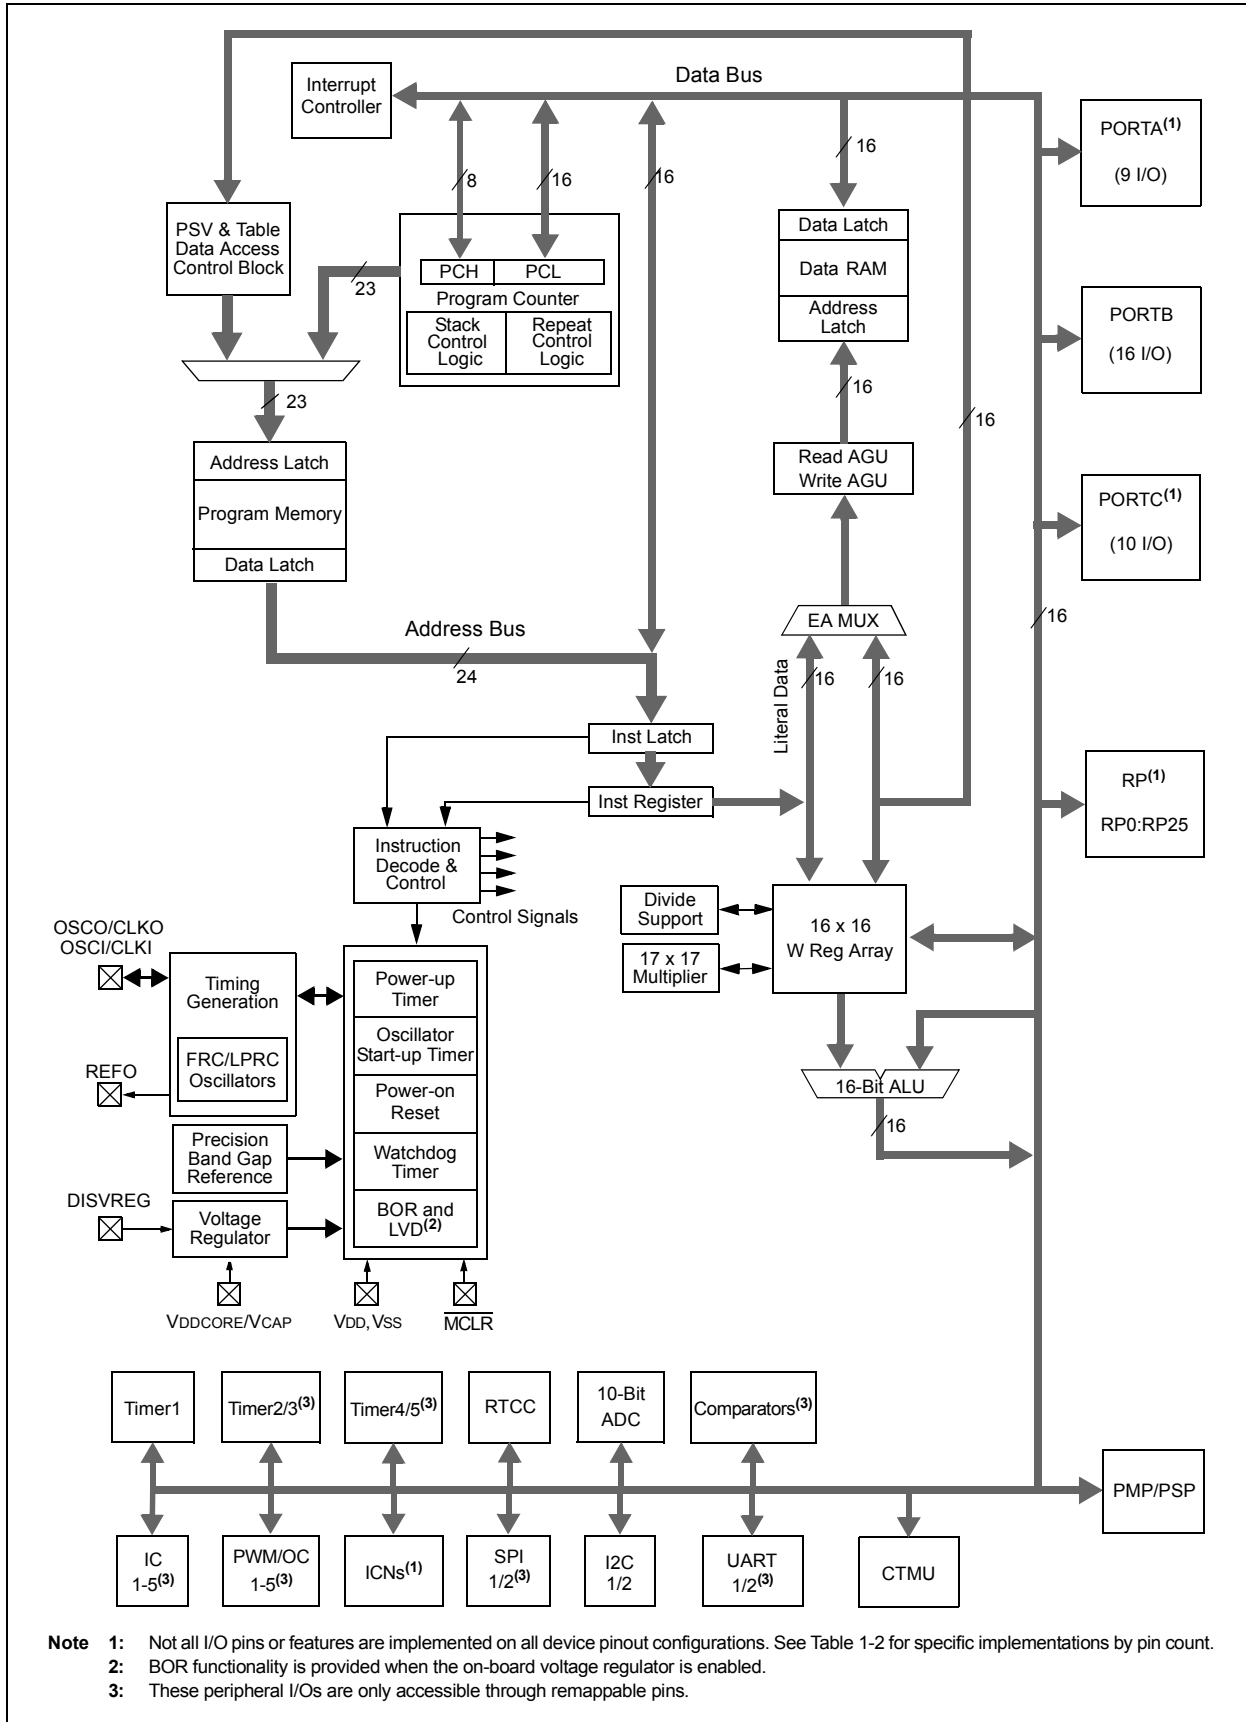 Data Bus
Interrupt
Controller
PORTA(1)
(9 I/O)
16
8
16
16
PSV & Table
Data Access
Control Block
Data Latch
Data RAM
Address
Latch
23
PCH
PCL
Program Counter
Stack
Control
Logic
Repeat
Control
Logic
PORTB
(16 I/O)
16
23
16
Address Latch
Program Memory
Data Latch
Read AGU
Write AGU
PORTC(1)
(10 I/O)
EA MUX
16
Address Bus
24
Literal Data
16
16
Inst Latch
Inst Register
RP(1)
RP0:RP25
Instruction
Decode &
Control
Control Signals
Divide
Support
16 x 16
W Reg Array
17 x 17
Multiplier
OSCO/CLKO
OSCI/CLKI
Timing
Generation
FRC/LPRC
Oscillators
REFO
Power-up
Timer
Oscillator
Start-up Timer
Power-on
Reset
Watchdog
Timer
BOR and
LVD(2)
16-Bit ALU
16
Precision
Band Gap
Reference
DISVREG
Voltage
Regulator
VDDCORE/VCAP
VDD, VSS
MCLR
Timer1
Timer2/3(3)
Timer4/5(3)
RTCC
10-Bit
ADC
Comparators(3)
PMP/PSP
IC
1-5(3)
PWM/OC
1-5(3)
ICNs(1)
SPI
1/2(3)
I2C
1/2
UART
1/2(3)
CTMU
Note 1: Not all I/O pins or features are implemented on all device pinout configurations. See Table 1-2 for specific implementations by pin count.
2: BOR functionality is provided when the on-board voltage regulator is enabled.
3: These peripheral I/Os are only accessible through remappable pins.